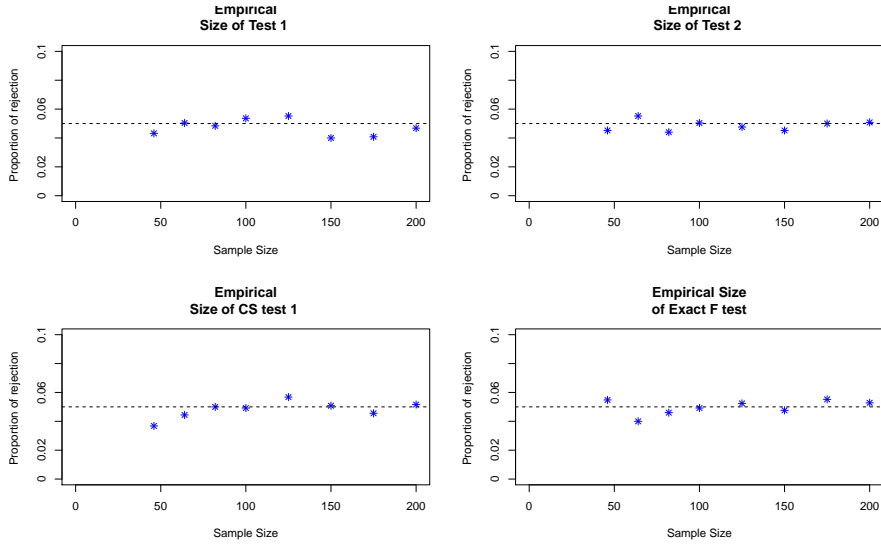 Empirical
Size of Test 1
Proportion of rejection
0.1
0.06
0.02
0
0
50
100
150
200
Sample Size
Empirical
Size of Test 2
Proportion of rejection
0.1
0.06
0.02
0
0
50
100
150
200
Sample Size
Empirical
Size of CS test 1
Proportion of rejection
0.1
0.06
0.02
0
0
50
100
150
200
Sample Size
Empirical Size
of Exact F test
Proportion of rejection
0.1
0.06
0.02
0
0
50
100
150
200
Sample Size